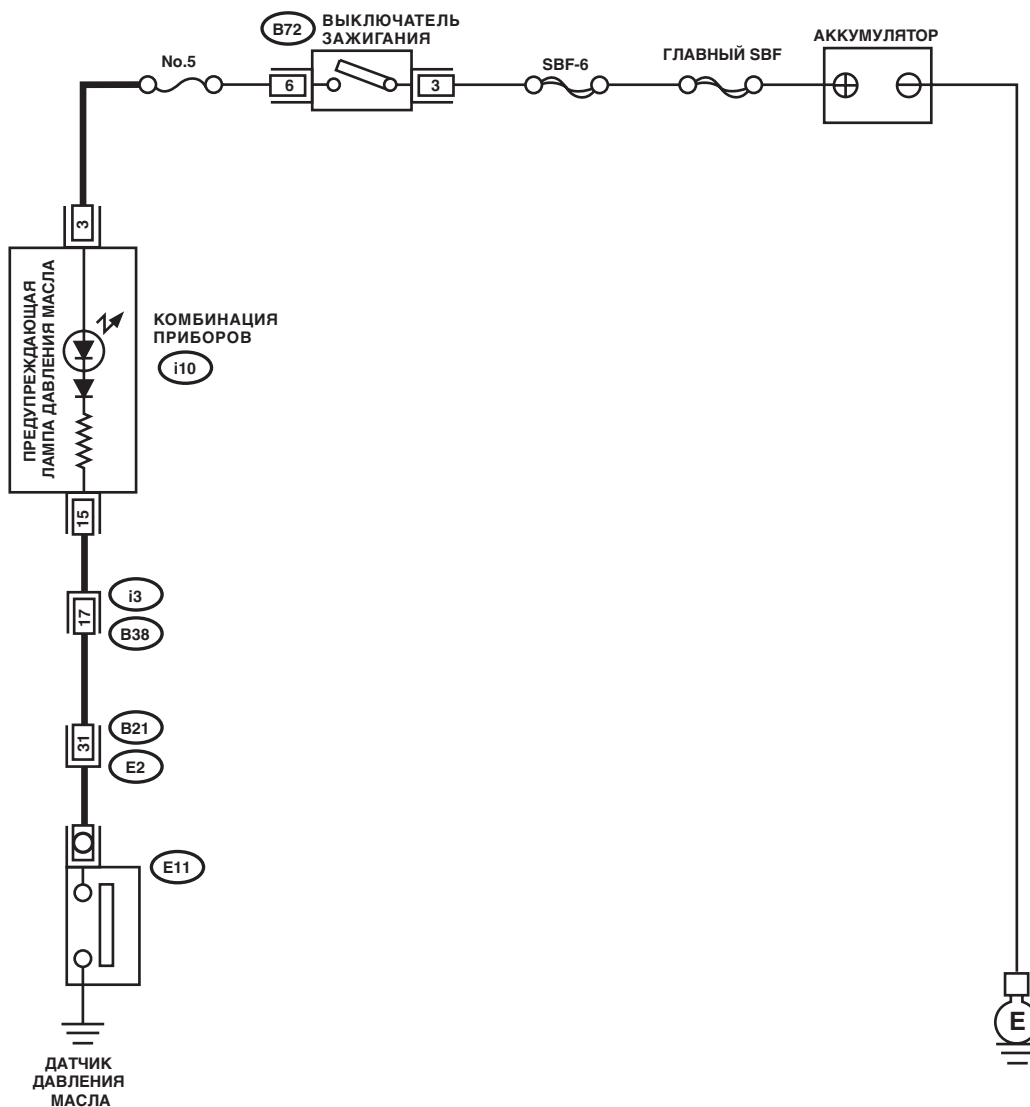 B72
ВЫКЛЮЧАТЕЛЬ
ЗАЖИГАНИЯ
No.5
6
3
SBF-6
ГЛАВНЫЙ SBF
АККУМУЛЯТОР
3
ПРЕДУПРЕЖДАЮЩАЯ
ЛАМПА ДАВЛЕНИЯ МАСЛА
КОМБИНАЦИЯ
ПРИБОРОВ
i10
15
17
i3
B38
31
B21
E2
E11
ДАТЧИК
ДАВЛЕНИЯ
МАСЛА
E